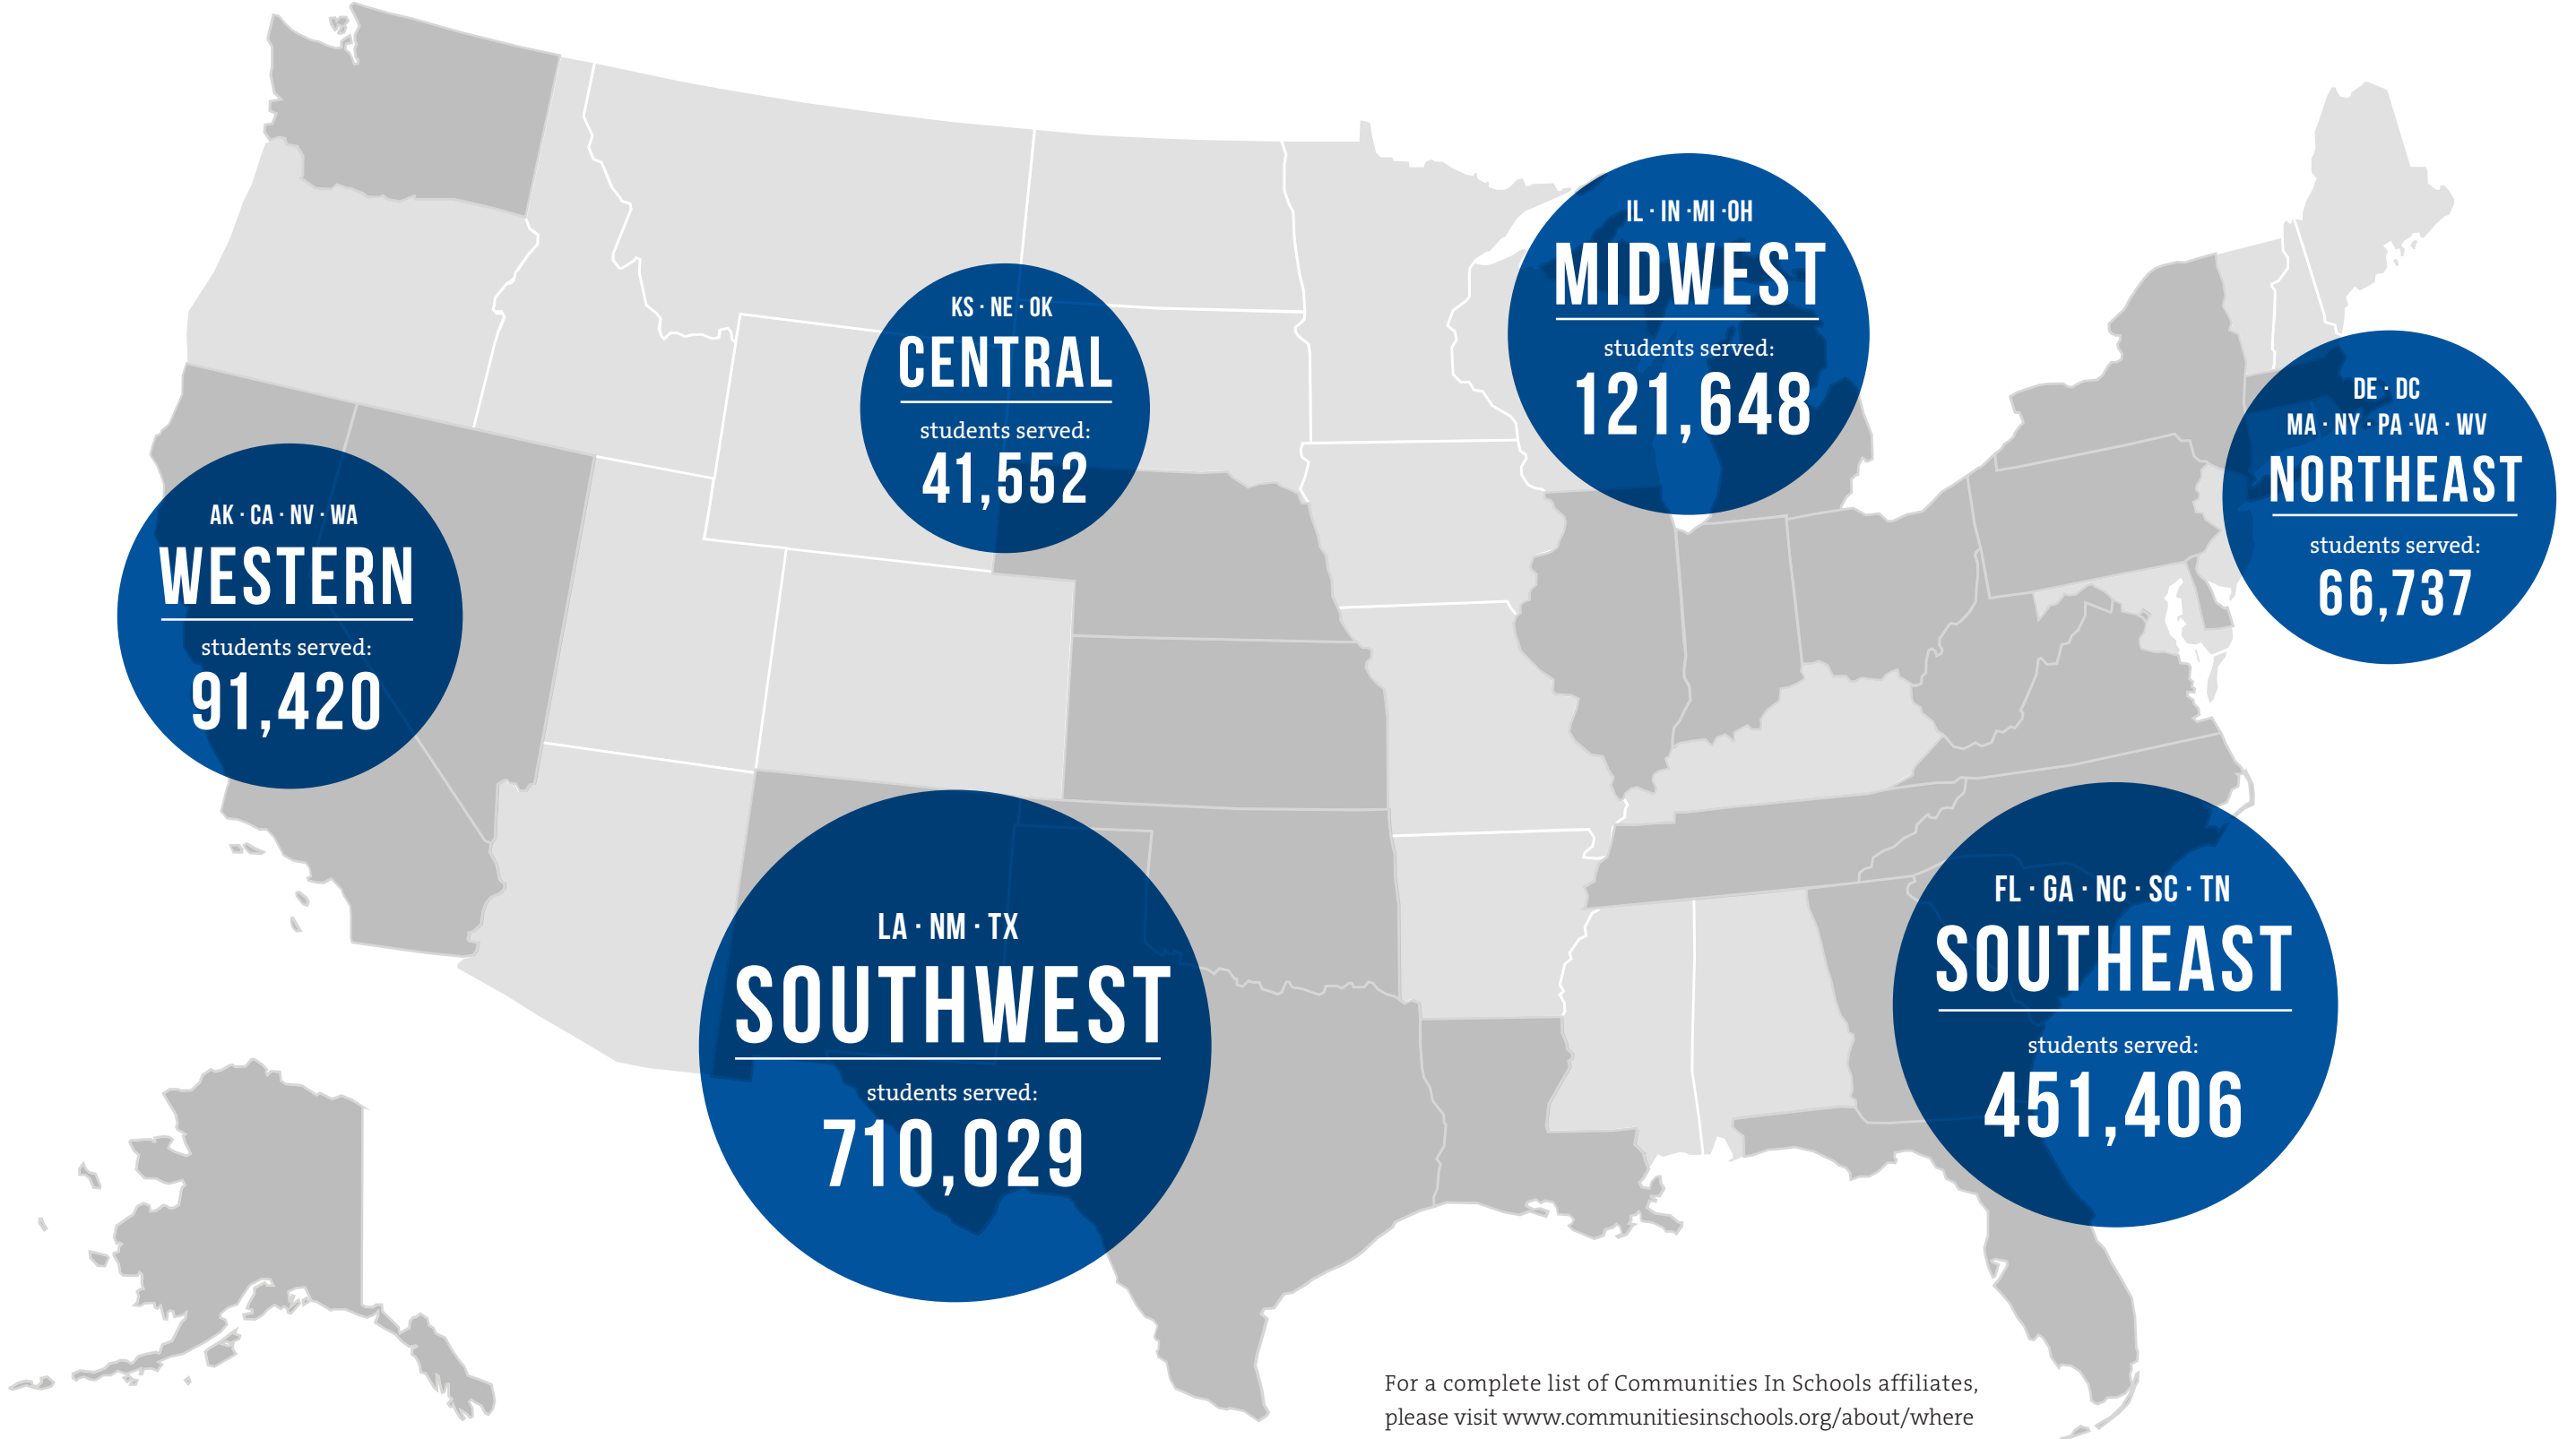 IL · IN ·MI ·OH
MIDWEST
students served:
121,648
KS · NE · OK
CENTRAL
students served:
41,552
DE · DC
MA · NY · PA ·VA · WV
NORTHEAST
students served:
66,737
AK · CA · NV · WA
WESTERN
students served:
91,420
LA · NM · TX
SOUTHWEST
students served:
710,029
FL · GA · NC · SC · TN
SOUTHEAST
students served:
451,406
For a complete list of Communities In Schools affiliates,
please visit www.communitiesinschools.org/about/where